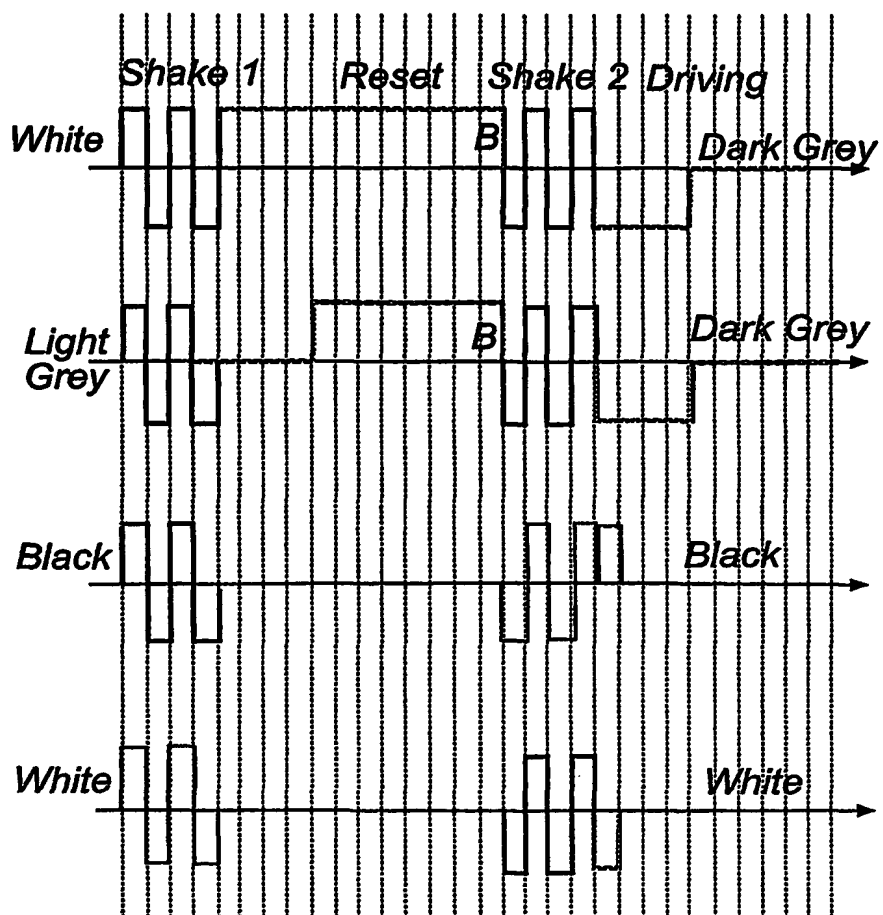 Shake 1 Reset Shake 2 Driving
White B Dark Grey
Light Grey B Dark Grey
Black Black
White White